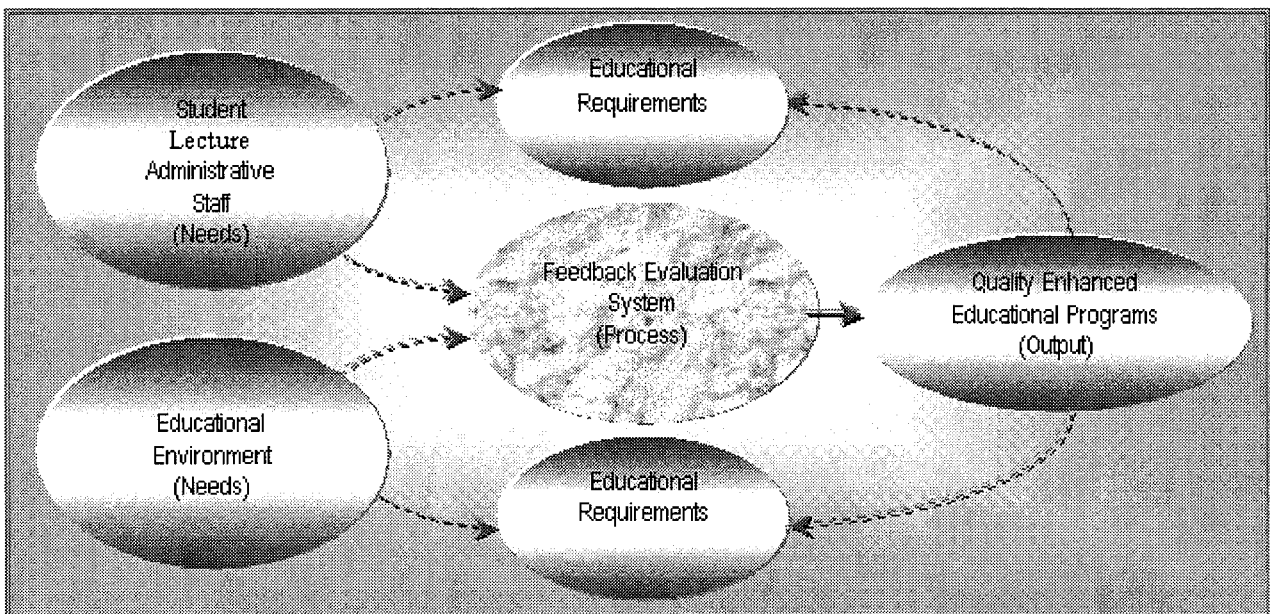 Student
Lecture
Administrative
Staff
(Needs)
Educational
Requirements
Feedback Evaluation
System
(Process)
Quality Enhanced
Educational Programs
(Output)
Educational
Environment
(Needs)
Educational
Requirements